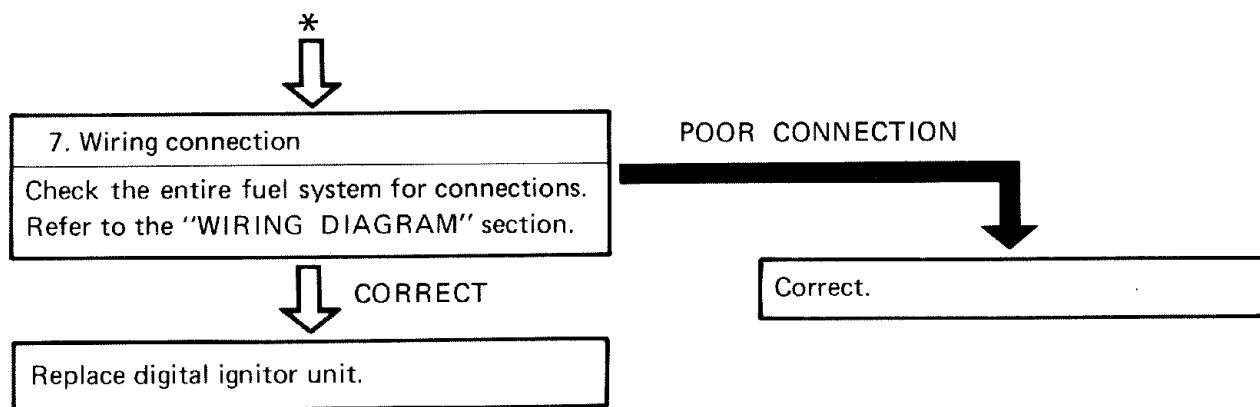 *
7. Wiring connection
POOR CONNECTION
Check the entire fuel system for connections.
Refer to the "WIRING DIAGRAM" section.
CORRECT
Correct.
Replace digital ignitor unit.